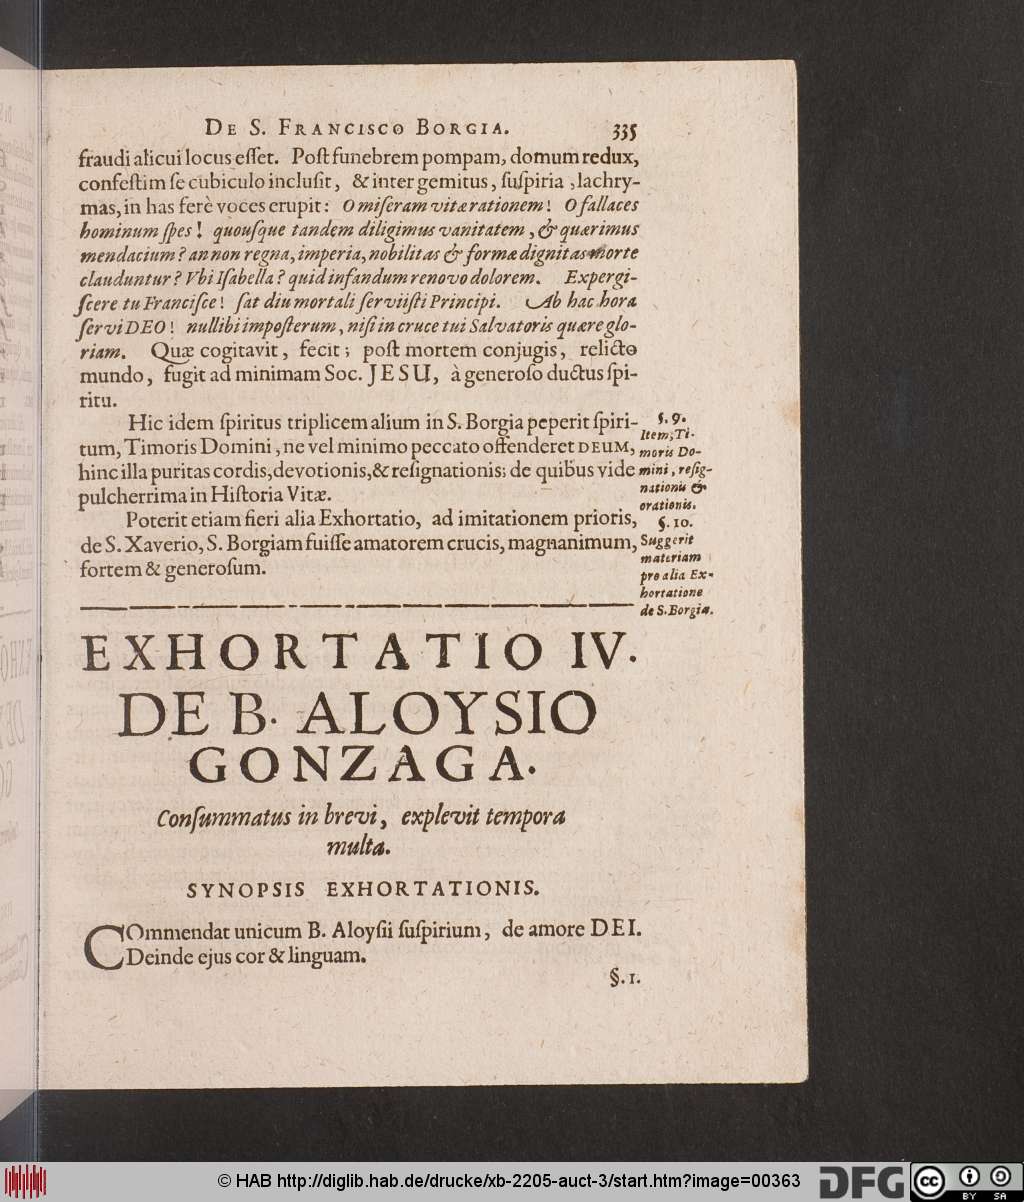 DE S. FRANCISCO BORGIA. 335
fraudi alicui locus eſſet. Poſt funebrem pompam, domum redux,
confeſtim ſe cubiculo incluſit, & inter gemitus, ſuſpiria, lachry-
mas, in has ferè voces erupit: O miſeram vitæ rationem! O fallaces
hominum ſpes! quouſque tandem diligimus vanitatem, & quærimus
mendacium? an non regna, imperia, nobilitas & formæ dignitas morte
clauduntur? Vbi Iſabella? quid infandum renovo dolorem. Expergi-
ſcere tu Franciſce! ſat diu mortali ſerviiſti Principi. Ab hac hora
ſervi DEO! nullibi impoſterum, niſi in cruce tui Salvatoris quære glo-
riam. Quæ cogitavit, fecit; poſt mortem conjugis, relicto
mundo, fugit ad minimam Soc. JESU, à generoſo ductus ſpi-
ritu.
Hic idem ſpiritus triplicem alium in S. Borgia peperit ſpiri-
tum, Timoris Domini, ne vel minimo peccato offenderet DEUM,
hinc illa puritas cordis, devotionis, & reſignationis; de quibus vide
pulcherrima in Hiſtoria Vitæ.
§. 9.
Item, Ti-
moris Do-
mini, reſig-
nationis &
orationis.
Poterit etiam fieri alia Exhortatio, ad imitationem prioris,
de S. Xaverio, S. Borgiam fuiſſe amatorem crucis, magnanimum,
fortem & generoſum.
§. 10.
Suggerit
materiam
pro alia Ex-
hortatione
de S. Borgia.
EXHORTATIO IV.
DE B. ALOYSIO
GONZAGA.
Conſummatus in brevi, explevit tempora
multa.
SYNOPSIS EXHORTATIONIS.
COmmendat unicum B. Aloyſii ſuſpirium, de amore DEI.
Deinde ejus cor & linguam.
§. 1.
© HAB http://diglib.hab.de/drucke/xb-2205-auct-3/start.htm?image=00363
DFG
cc
BY SA